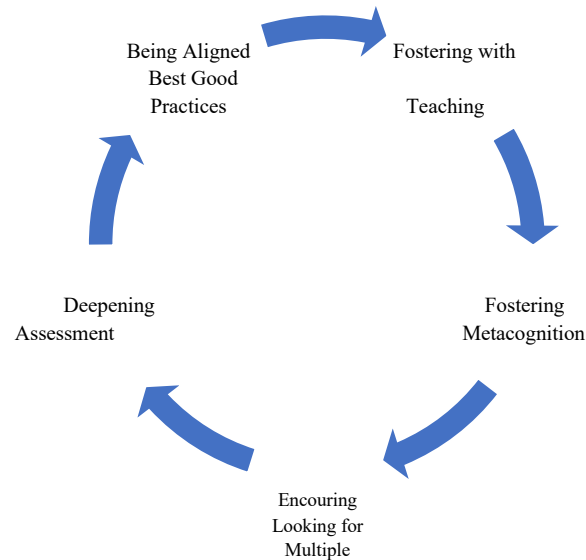 Being Aligned
Best Good
Practices
Fostering with
Teaching
Fostering
Metacognition
Encouring
Looking for
Multiple
Deepening
Assessment